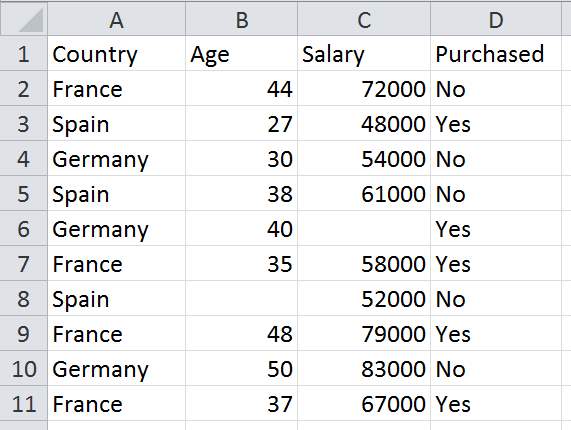 A B C D
1 Country Age Salary Purchased
2 France 44 72000 No
3 Spain 27 48000 Yes
4 Germany 30 54000 No
5 Spain 38 61000 No
6 Germany 40 Yes
7 France 35 58000 Yes
8 Spain 52000 No
9 France 48 79000 Yes
10 Germany 50 83000 No
11 France 37 67000 Yes